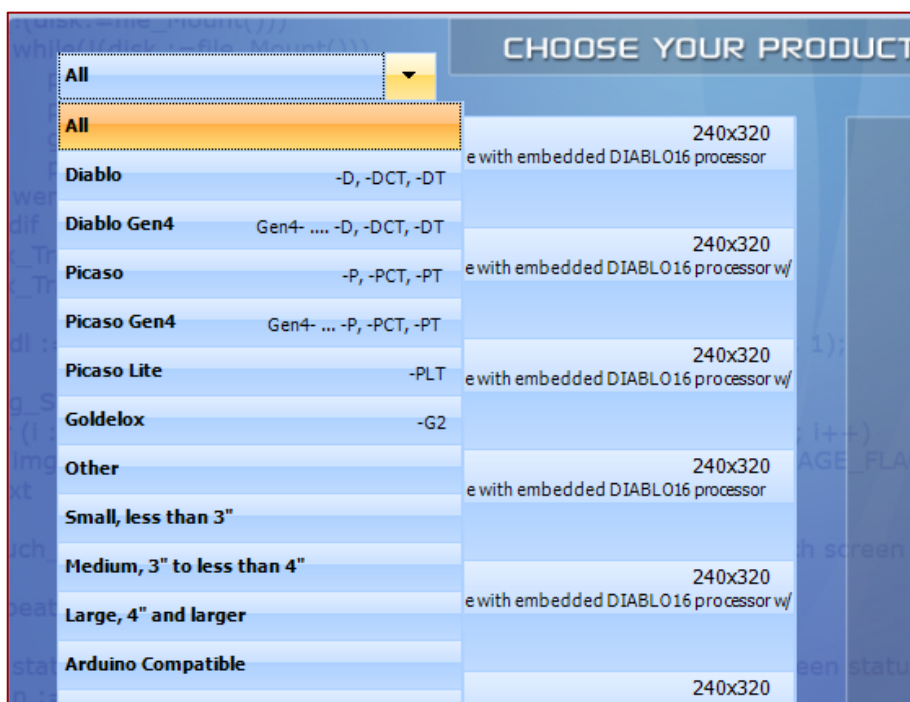 CHOOSE YOUR PRODUCT
All
All
Diablo -D, -DCT, -DT
Diablo Gen4 Gen4- .... -D, -DCT, -DT
Picaso -P, -PCT, -PT
Picaso Gen4 Gen4- ... -P, -PCT, -PT
Picaso Lite -PLT
Goldelox -G2
Other
Small, less than 3"
Medium, 3" to less than 4"
Large, 4" and larger
Arduino Compatible
240x320
e with embedded DIABLO16 processor
240x320
e with embedded DIABLO16 processor w/
240x320
e with embedded DIABLO16 processor w/
240x320
e with embedded DIABLO16 processor
240x320
e with embedded DIABLO16 processor w/
240x320